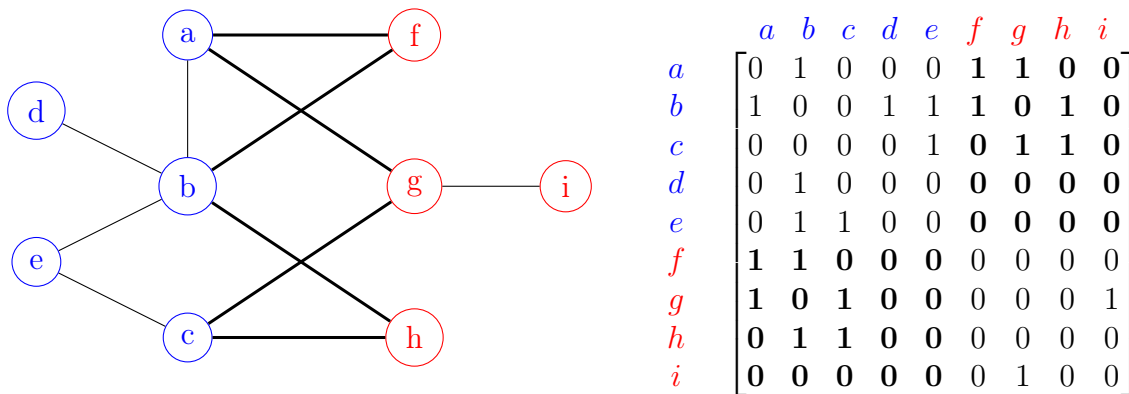 a f
d
b g i
e
c h
a b c d e f g h i
a 0 1 0 0 0 1 1 0 0
b 1 0 0 1 1 1 0 1 0
c 0 0 0 0 1 0 1 1 0
d 0 1 0 0 0 0 0 0 0
e 0 1 1 0 0 0 0 0 0
f 1 1 0 0 0 0 0 0 0
g 1 0 1 0 0 0 0 0 1
h 0 1 1 0 0 0 0 0 0
i 0 0 0 0 0 0 1 0 0